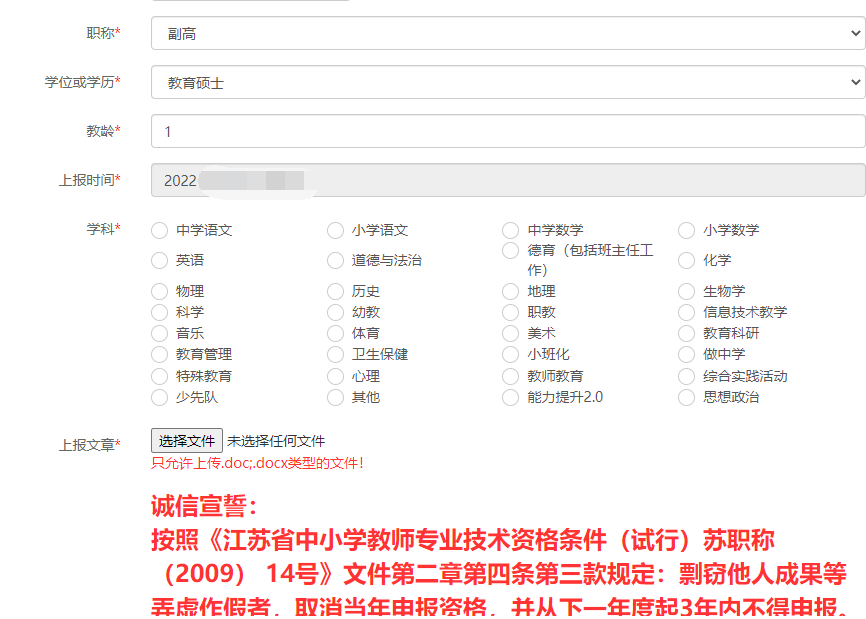 职称* 副高
学位或学历* 教育硕士
教龄* 1
上报时间* 2022
学科* 中学语文 小学语文 中学数学 小学数学
英语 道德与法治 德育（包括班主任工作） 化学
物理 历史 地理 生物学
科学 幼教 职教 信息技术教学
音乐 体育 美术 教育科研
教育管理 卫生保健 小班化 做中学
特殊教育 心理 教师教育 综合实践活动
少先队 其他 能力提升2.0 思想政治
上报文章* 选择文件 未选择任何文件
只允许上传.doc;.docx类型的文件!
诚信宣誓：
按照《江苏省中小学教师专业技术资格条件（试行）苏职称
（2009） 14号》文件第二章第四条第三款规定：剽窃他人成果等
弄虚作假者，取消当年申报资格，并从下一年度起3年内不得申报。